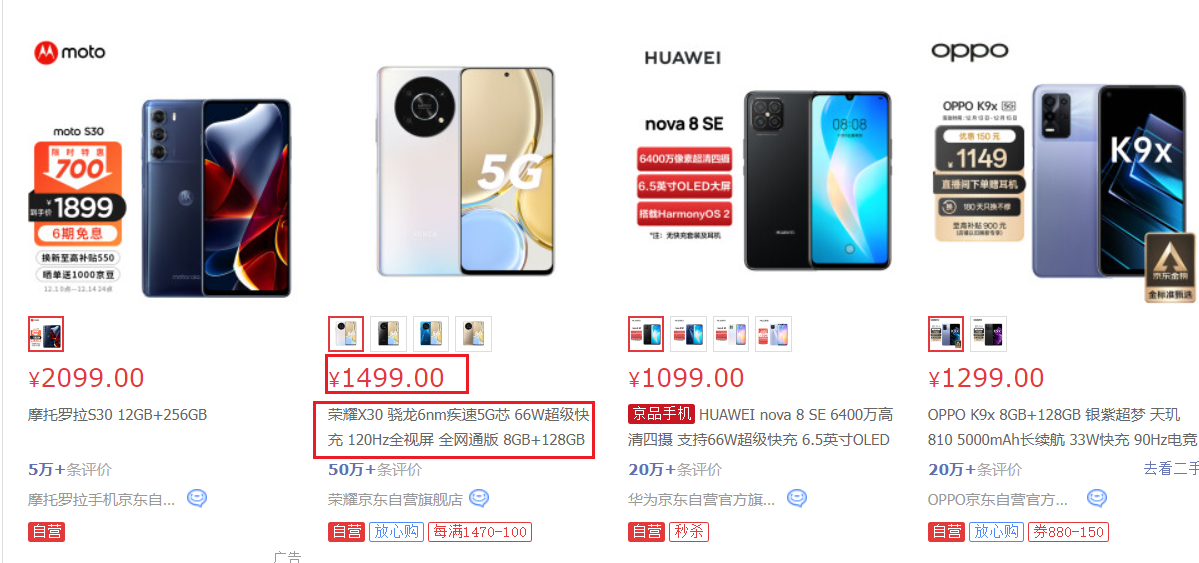 moto
moto S30
限时特惠
700
到手价 ¥1899
6期免息
换新至高补贴550
晒单送1000京豆
12.1 0点—12.14 24点
motorola
¥2099.00
摩托罗拉S30 12GB+256GB
5万+条评价
摩托罗拉手机京东自...
自营
广告
5G
HONOR
¥1499.00
荣耀X30 骁龙6nm疾速5G芯 66W超级快
充 120Hz全视屏 全网通版 8GB+128GB
50万+条评价
荣耀京东自营旗舰店
自营 放心购 每满1470-100
HUAWEI
nova 8 SE
6400万像素超清四摄
6.5英寸OLED大屏
搭载HarmonyOS 2
*注：无快充套装及耳机
08:08
HUAWEI
¥1099.00
京品手机 HUAWEI nova 8 SE 6400万高
清四摄 支持66W超级快充 6.5英寸OLED
20万+条评价
华为京东自营官方旗...
自营 秒杀
oppo
OPPO K9x 5G
优惠 150 元
¥1149
直播间下单赠耳机
换 180天只换不修
至高补贴 900 元
K9x
京东金榜
金标准甄选
¥1299.00
OPPO K9x 8GB+128GB 银紫超梦 天玑
810 5000mAh长续航 33W快充 90Hz电竞
20万+条评价
去看二手
OPPO京东自营官方...
自营 放心购 券880-150